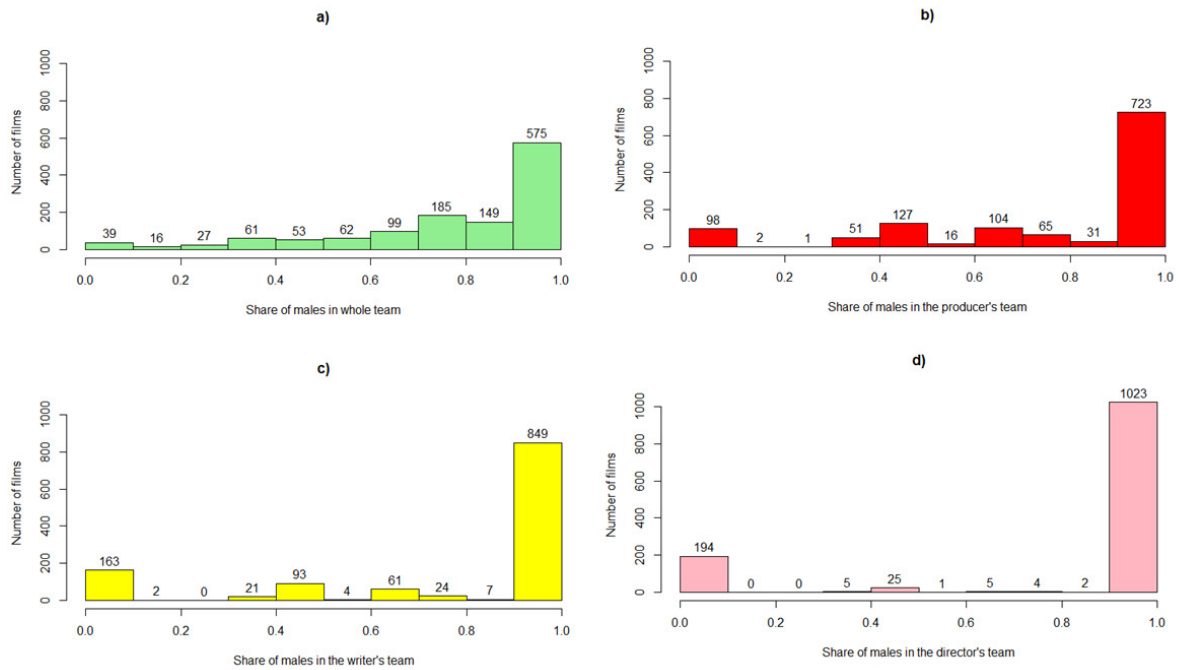 a)
1000
800
600
400
200
0
Number of films
39 16 27 61 53 62 99 185 149 575
0.0 0.2 0.4 0.6 0.8 1.0
Share of males in whole team
b)
1000
800
600
400
200
0
Number of films
98 2 1 51 127 16 104 65 31 723
0.0 0.2 0.4 0.6 0.8 1.0
Share of males in the producer's team
c)
1000
800
600
400
200
0
Number of films
163 2 0 21 93 4 61 24 7 849
0.0 0.2 0.4 0.6 0.8 1.0
Share of males in the writer's team
d)
1000
800
600
400
200
0
Number of films
194 0 0 5 25 1 5 4 2 1023
0.0 0.2 0.4 0.6 0.8 1.0
Share of males in the director's team